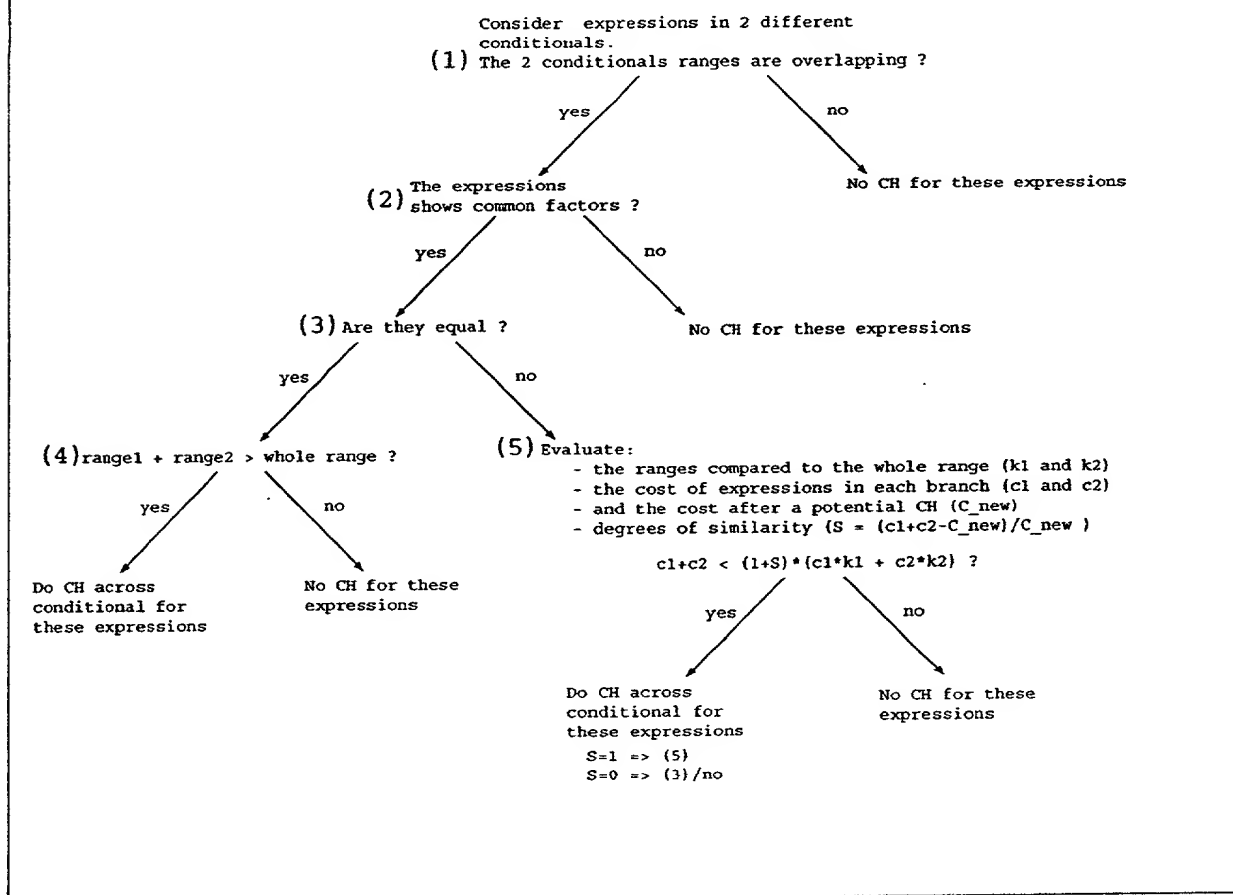 Consider expressions in 2 different
conditionals.
(1) The 2 conditionals ranges are overlapping ?
yes
no
(2) The expressions
shows common factors ?
No CH for these expressions
yes
no
(3) Are they equal ?
No CH for these expressions
yes
no
(4) range1 + range2 > whole range ?
(5) Evaluate:
- the ranges compared to the whole range (k1 and k2)
- the cost of expressions in each branch (c1 and c2)
- and the cost after a potential CH (C_new)
- degrees of similarity (S = (c1+c2-C_new)/C_new )
yes
no
c1+c2 < (1+S)*(c1*k1 + c2*k2) ?
Do CH across
conditional for
these expressions
No CH for these
expressions
yes
no
Do CH across
conditional for
these expressions
No CH for these
expressions
S=1 => (5)
S=0 => (3)/no